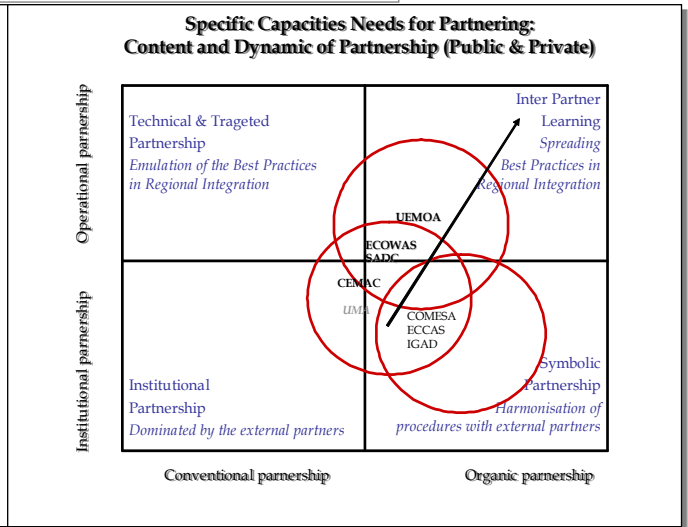 Specific Capacities Needs for Partnering:
Content and Dynamic of Partnership (Public & Private)
Operational parnership
Technical & Trageted
Partnership
Emulation of the Best Practices
in Regional Integration
Inter Partner
Learning
Spreading
Best Practices in
Regional Integration
UEMOA
ECOWAS
SADC
CEMAC
UMA
COMESA
ECCAS
IGAD
Institutional parnership
Institutional
Partnership
Dominated by the external partners
Symbolic
Partnership
Harmonisation of
procedures with external partners
Conventional parnership
Organic parnership